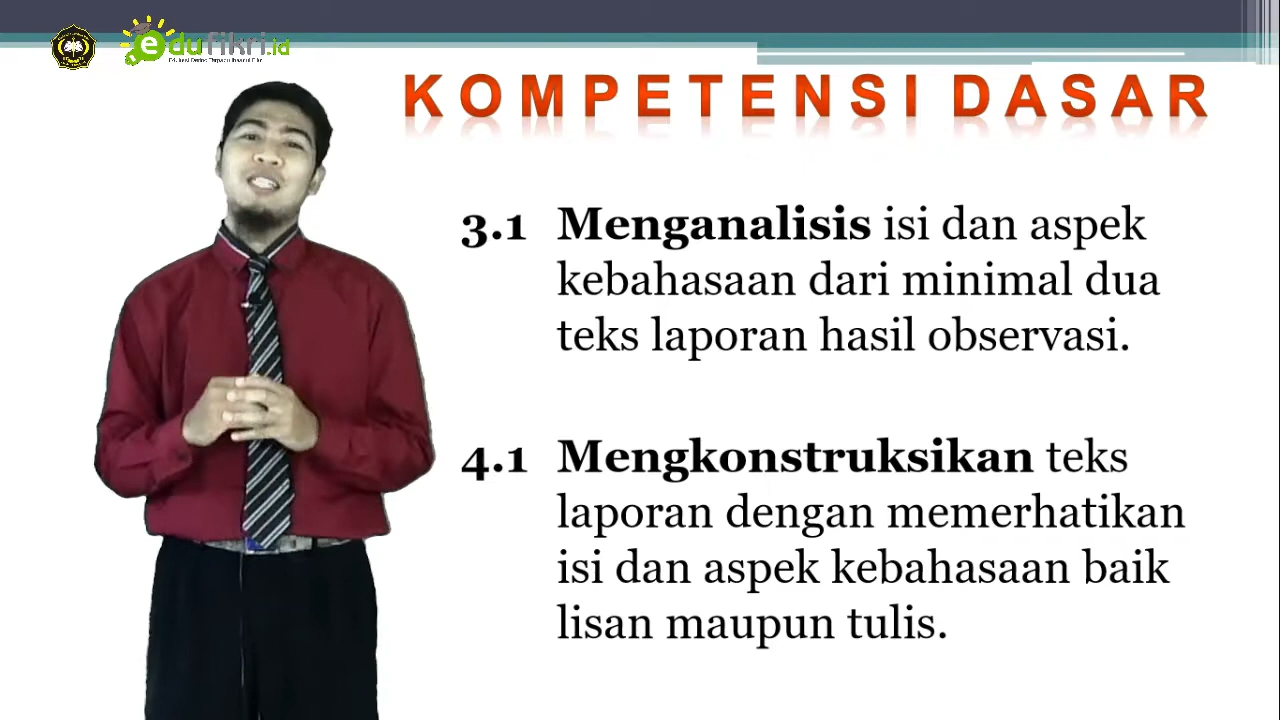 edufikri.id
KOMPETENSI DASAR
3.1 Menganalisis isi dan aspek
kebahasaan dari minimal dua
teks laporan hasil observasi.
4.1 Mengkonstruksikan teks
laporan dengan memerhatikan
isi dan aspek kebahasaan baik
lisan maupun tulis.